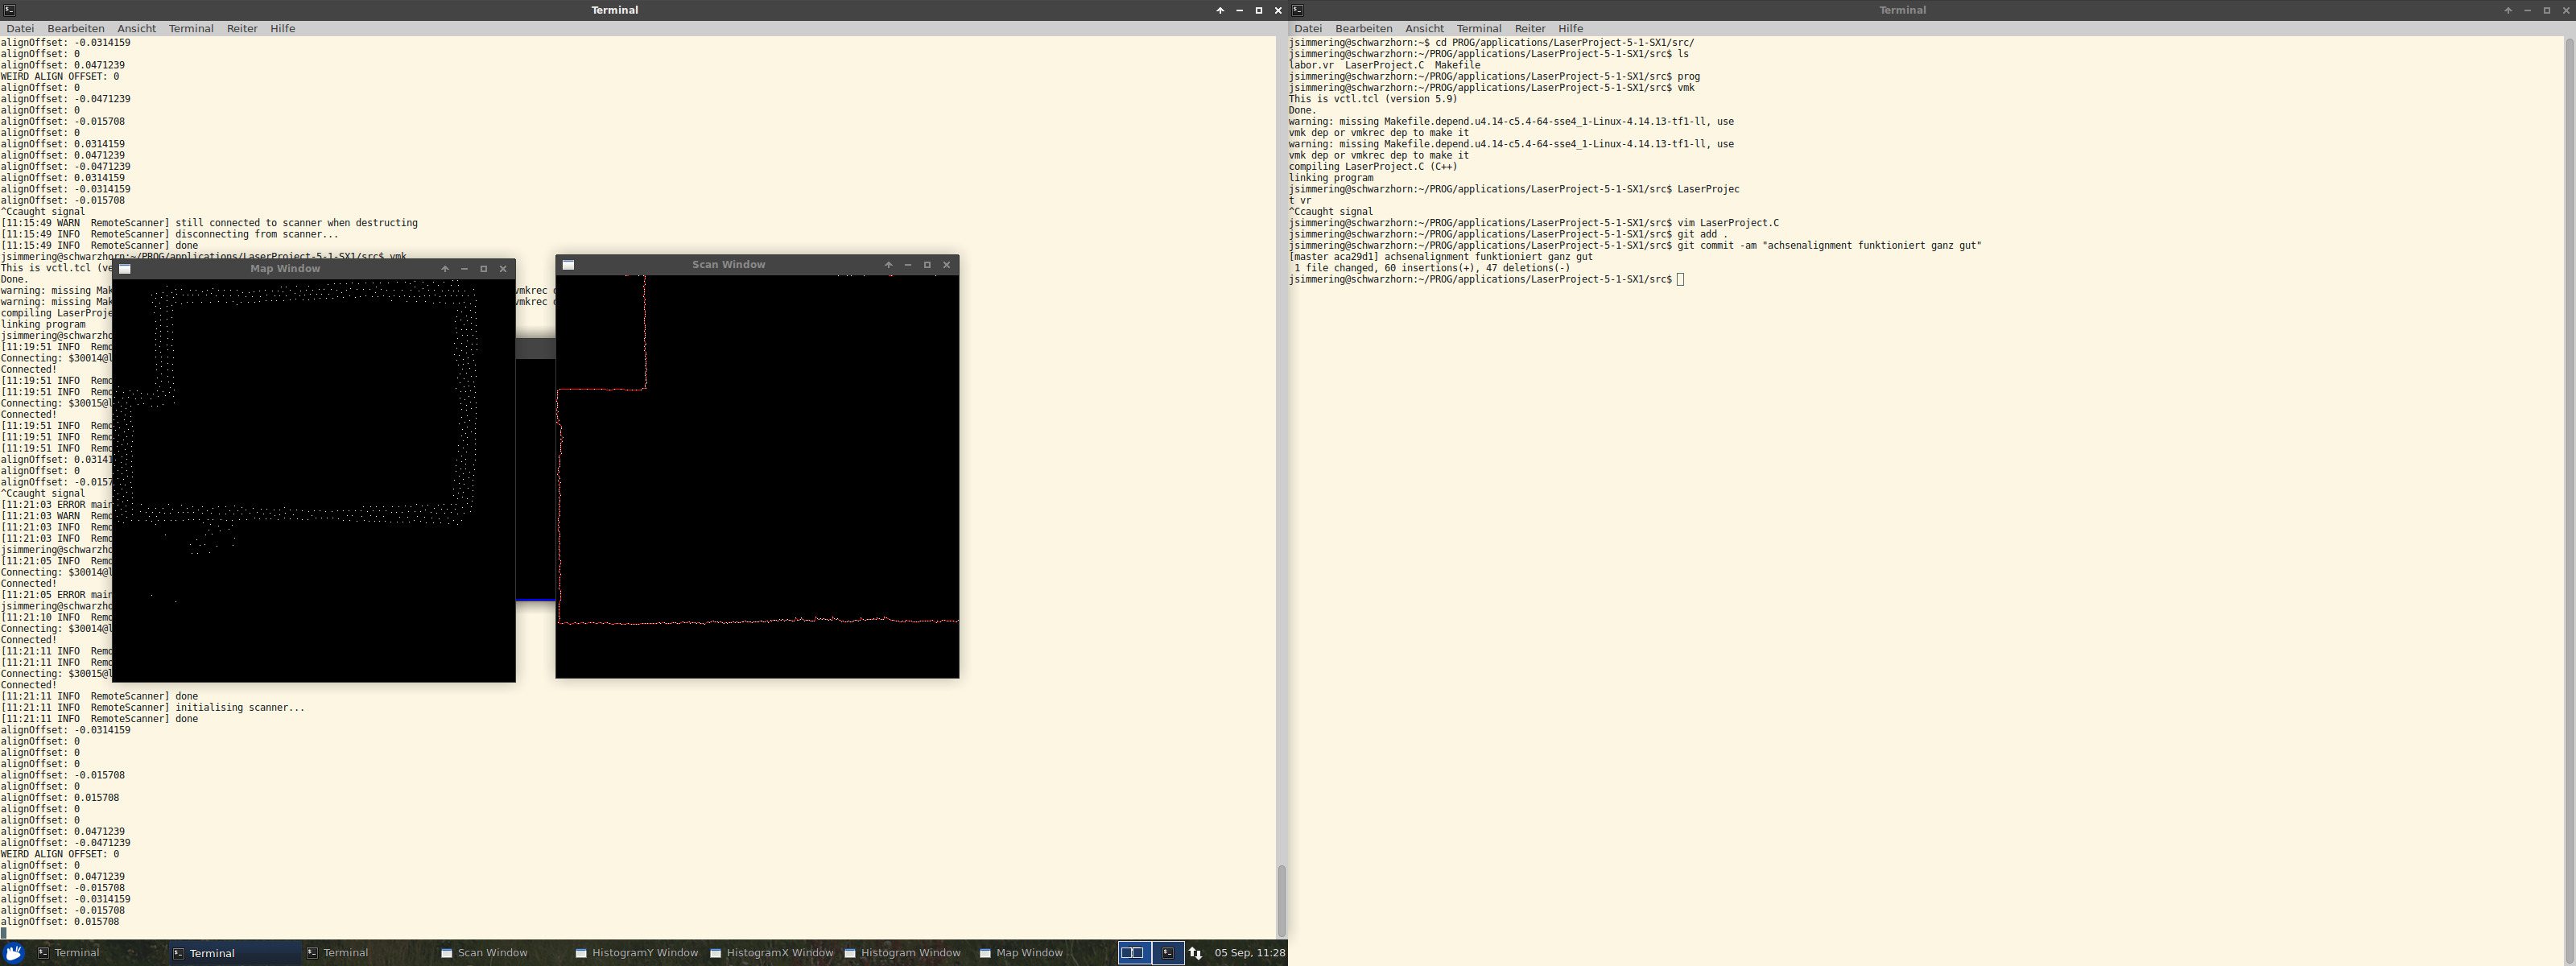 Terminal
Datei Bearbeiten Ansicht Terminal Reiter Hilfe
alignOffset: -0.0314159
alignOffset: 0
alignOffset: 0.0471239
WEIRD ALIGN OFFSET: 0
alignOffset: 0
alignOffset: -0.0471239
alignOffset: 0
alignOffset: -0.015708
alignOffset: 0
alignOffset: 0.0314159
alignOffset: 0.0471239
alignOffset: -0.0471239
alignOffset: 0.0314159
alignOffset: -0.0314159
alignOffset: -0.015708
^Ccaught signal
[11:15:49 WARN  RemoteScanner] still connected to scanner when destructing
[11:15:49 INFO  RemoteScanner] disconnecting from scanner...
[11:15:49 INFO  RemoteScanner] done
jsimmering@schwarzhorn:~/PROG/applications/LaserProject-5-1-SX1/src$ vmk
This is vctl.tcl (ve
Done.
warning: missing Mak
vmkrec d
warning: missing Mak
vmkrec d
compiling LaserProje
linking program
jsimmering@schwarzho
[11:19:51 INFO  Remo
Connecting: $30014@l
Connected!
[11:19:51 INFO  Remo
[11:19:51 INFO  Remo
Connecting: $30015@l
Connected!
[11:19:51 INFO  Remo
[11:19:51 INFO  Remo
[11:19:51 INFO  Remo
alignOffset: 0.03141
alignOffset: 0
alignOffset: -0.0157
^Ccaught signal
[11:21:03 ERROR main
[11:21:03 WARN  Remo
[11:21:03 INFO  Remo
[11:21:03 INFO  Remo
jsimmering@schwarzho
[11:21:05 INFO  Remo
Connecting: $30014@l
Connected!
[11:21:05 ERROR main
jsimmering@schwarzho
[11:21:10 INFO  Remo
Connecting: $30014@l
Connected!
[11:21:11 INFO  Remo
[11:21:11 INFO  Remo
Connecting: $30015@l
Connected!
[11:21:11 INFO  RemoteScanner] done
[11:21:11 INFO  RemoteScanner] initialising scanner...
[11:21:11 INFO  RemoteScanner] done
alignOffset: -0.0314159
alignOffset: 0
alignOffset: 0
alignOffset: 0
alignOffset: -0.015708
alignOffset: 0
alignOffset: 0.015708
alignOffset: 0
alignOffset: 0
alignOffset: 0.0471239
alignOffset: -0.0471239
WEIRD ALIGN OFFSET: 0
alignOffset: 0
alignOffset: 0.0471239
alignOffset: -0.015708
alignOffset: -0.0314159
alignOffset: -0.015708
alignOffset: 0.015708
Map Window
Scan Window
Terminal
Terminal
Terminal
Scan Window
HistogramY Window
HistogramX Window
Histogram Window
Map Window
05 Sep, 11:28
Terminal
Datei Bearbeiten Ansicht Terminal Reiter Hilfe
jsimmering@schwarzhorn:~$ cd PROG/applications/LaserProject-5-1-SX1/src/
jsimmering@schwarzhorn:~/PROG/applications/LaserProject-5-1-SX1/src$ ls
labor.vr  LaserProject.C  Makefile
jsimmering@schwarzhorn:~/PROG/applications/LaserProject-5-1-SX1/src$ prog
jsimmering@schwarzhorn:~/PROG/applications/LaserProject-5-1-SX1/src$ vmk
This is vctl.tcl (version 5.9)
Done.
warning: missing Makefile.depend.u4.14-c5.4-64-sse4_1-Linux-4.14.13-tf1-ll, use
vmk dep or vmkrec dep to make it
warning: missing Makefile.depend.u4.14-c5.4-64-sse4_1-Linux-4.14.13-tf1-ll, use
vmk dep or vmkrec dep to make it
compiling LaserProject.C (C++)
linking program
jsimmering@schwarzhorn:~/PROG/applications/LaserProject-5-1-SX1/src$ LaserProjec
t vr
^Ccaught signal
jsimmering@schwarzhorn:~/PROG/applications/LaserProject-5-1-SX1/src$ vim LaserProject.C
jsimmering@schwarzhorn:~/PROG/applications/LaserProject-5-1-SX1/src$ git add .
jsimmering@schwarzhorn:~/PROG/applications/LaserProject-5-1-SX1/src$ git commit -am "achsenalignment funktioniert ganz gut"
[master aca29d1] achsenalignment funktioniert ganz gut
 1 file changed, 60 insertions(+), 47 deletions(-)
jsimmering@schwarzhorn:~/PROG/applications/LaserProject-5-1-SX1/src$